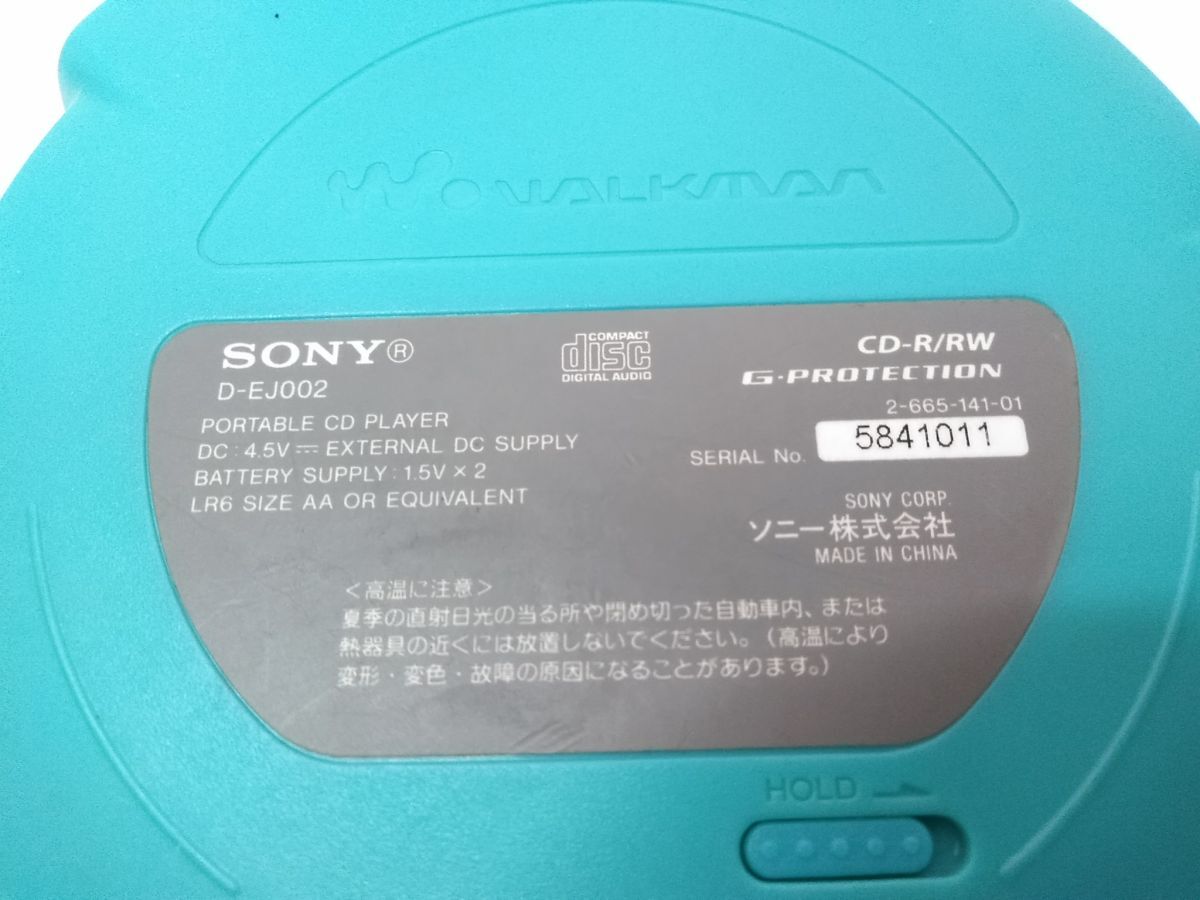 WALKMAN
SONY®
D-EJ002
PORTABLE CD PLAYER
DC : 4.5V ⎓ EXTERNAL DC SUPPLY
BATTERY SUPPLY : 1.5V × 2
LR6 SIZE AA OR EQUIVALENT
COMPACT
disc
DIGITAL AUDIO
CD-R/RW
G-PROTECTION
2-665-141-01
SERIAL No. 5841011
SONY CORP.
ソニー株式会社
MADE IN CHINA
<高温に注意>
夏季の直射日光の当る所や閉め切った自動車内、または
熱器具の近くには放置しないでください。(高温により
変形・変色・故障の原因になることがあります。)
HOLD